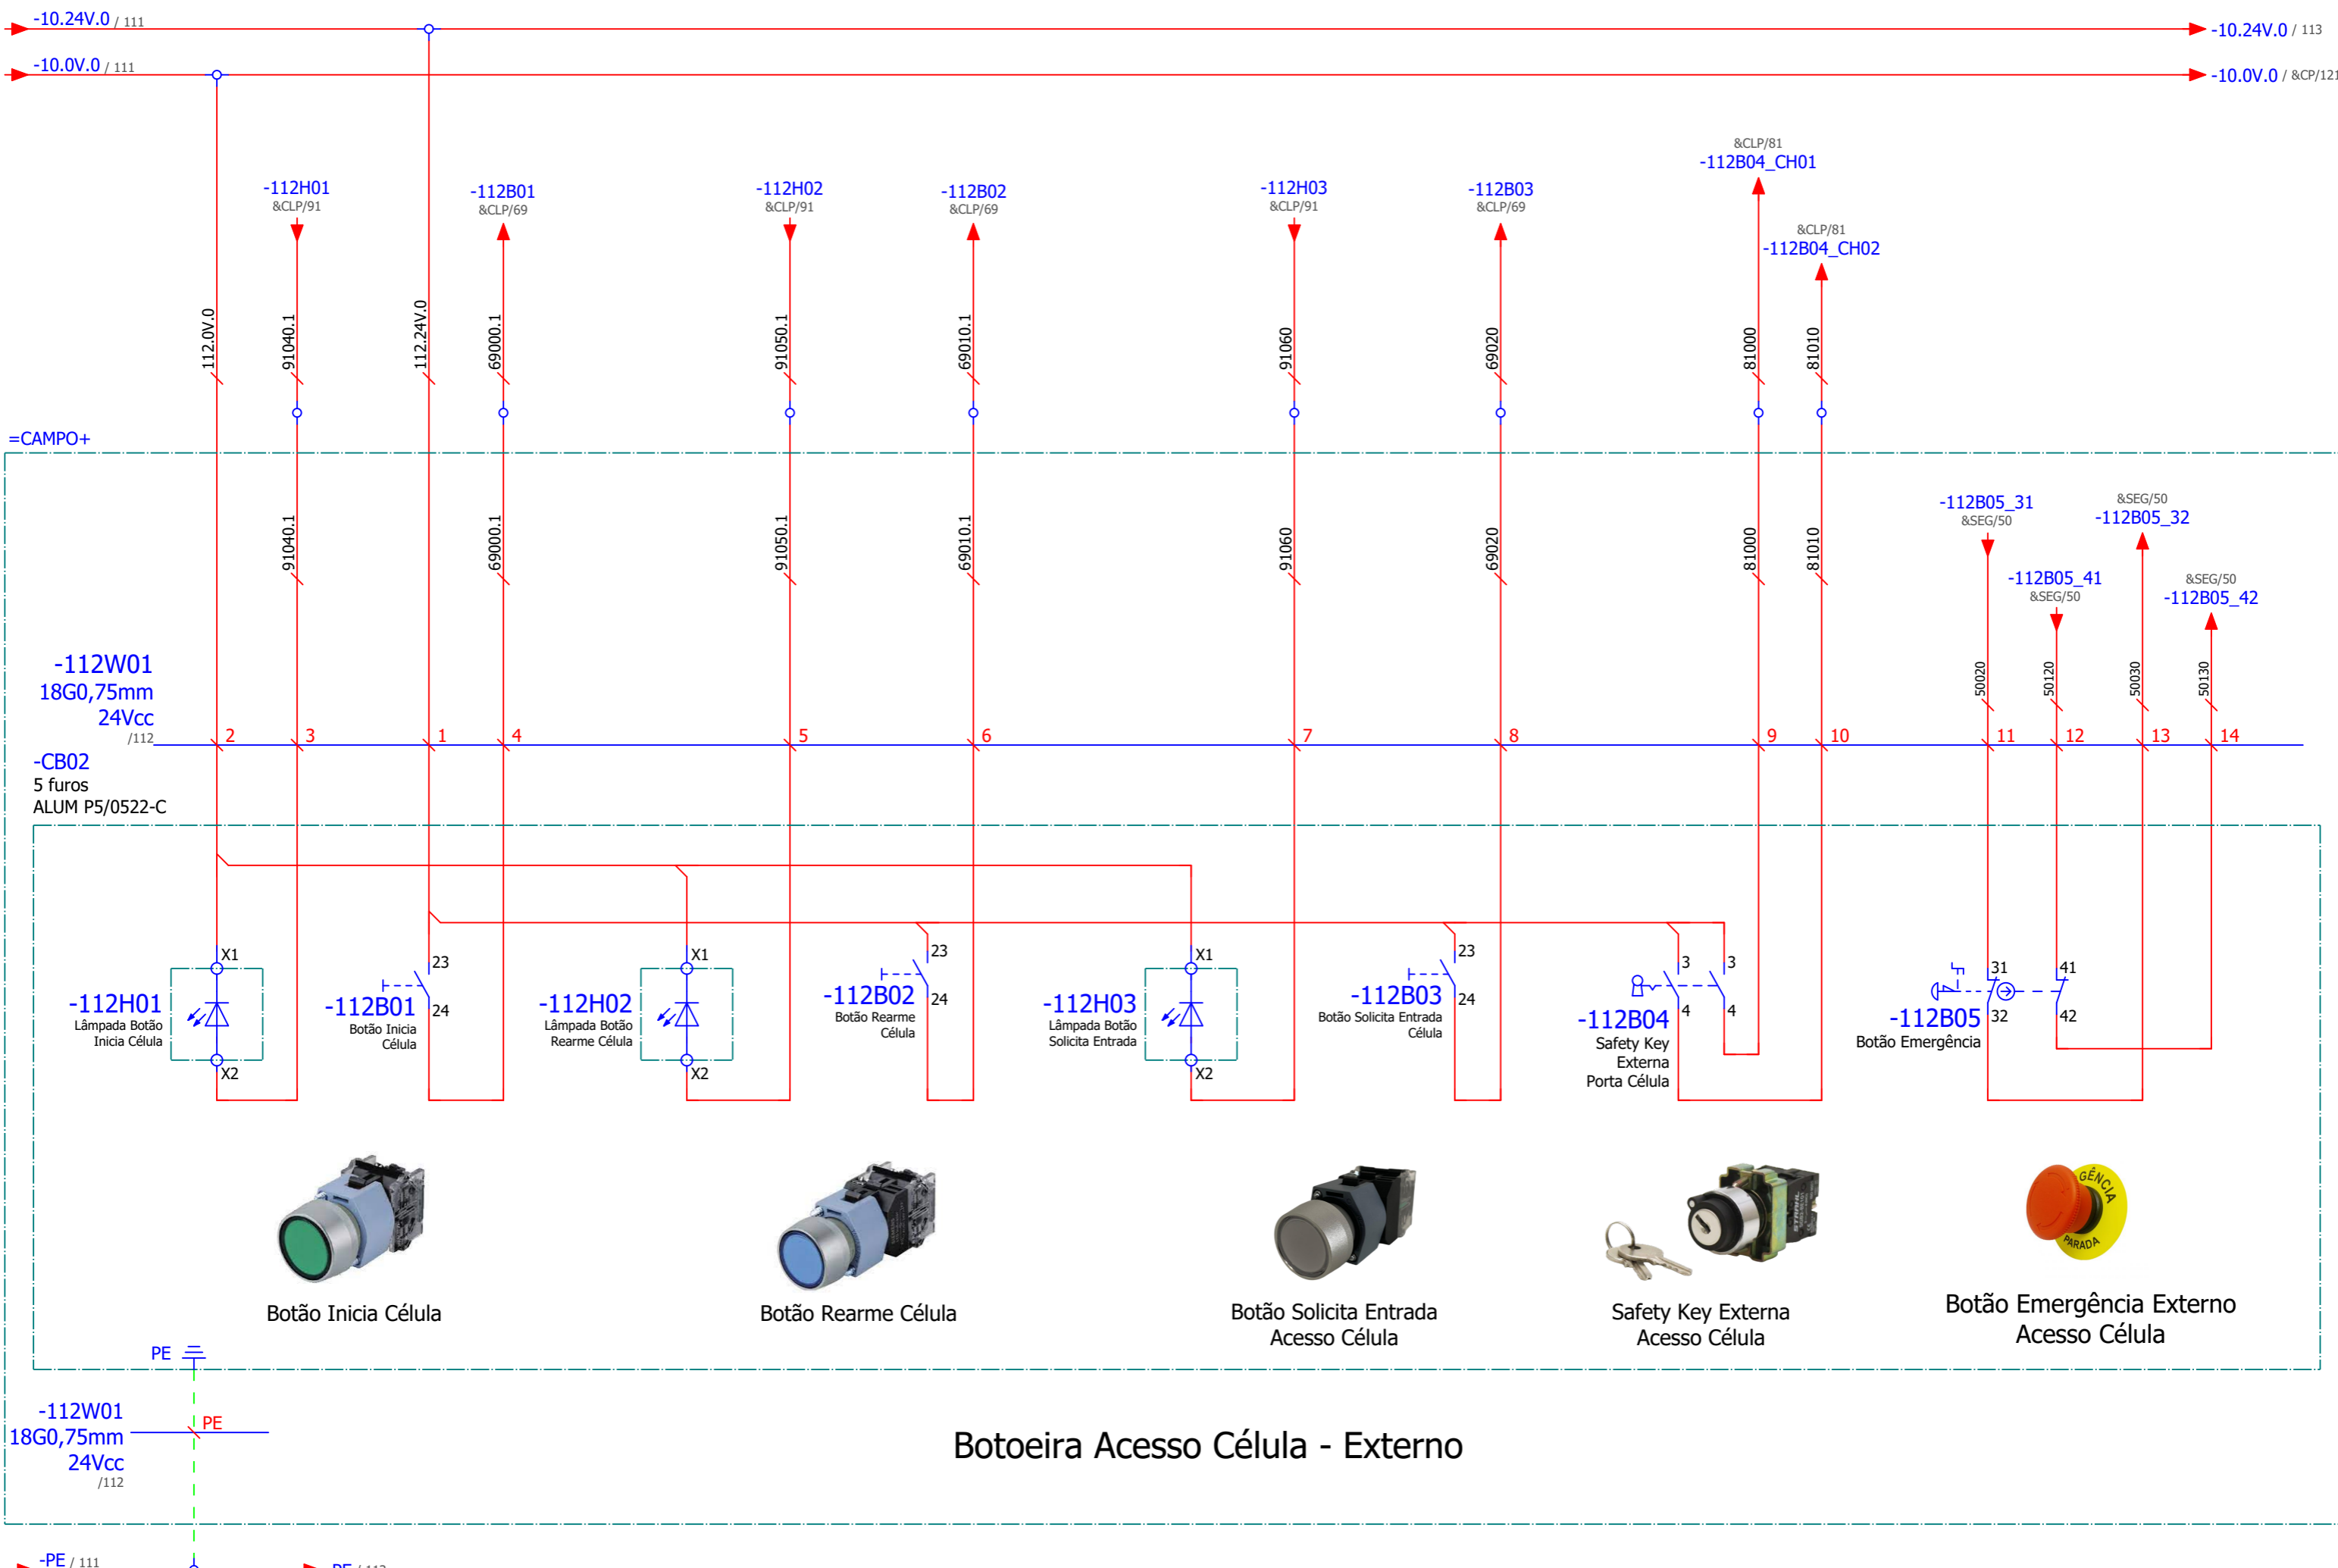 -10.24V.0 / 111
-10.24V.0 / 113
-10.0V.0 / 111
-10.0V.0 / &CP/121
&CLP/81
-112B04_CH01
-112H01
&CLP/91
-112B01
&CLP/69
-112H02
&CLP/91
-112B02
&CLP/69
-112H03
&CLP/91
-112B03
&CLP/69
&CLP/81
-112B04_CH02
112.0V.0
91040.1
112.24V.0
69000.1
91050.1
69010.1
91060
69020
81000
81010
=CAMPO+
91040.1
69000.1
91050.1
69010.1
91060
69020
81000
81010
-112B05_31
&SEG/50
&SEG/50
-112B05_32
-112B05_41
&SEG/50
&SEG/50
-112B05_42
50020
50120
50030
50130
-112W01
18G0,75mm
24Vcc
/112
2
3
1
4
5
6
7
8
9
10
11
12
13
14
-CB02
5 furos
ALUM P5/0522-C
X1
-112H01
Lâmpada Botão
Inicia Célula
X2
23
-112B01
24
Botão Inicia
Célula
X1
-112H02
Lâmpada Botão
Rearme Célula
X2
23
-112B02
24
Botão Rearme
Célula
X1
-112H03
Lâmpada Botão
Solicita Entrada
X2
23
-112B03
24
Botão Solicita Entrada
Célula
3
3
-112B04
4
4
Safety Key
Externa
Porta Célula
31
41
-112B05
32
42
Botão Emergência
GÊNCIA
PARADA
Botão Inicia Célula
Botão Rearme Célula
Botão Solicita Entrada
Acesso Célula
Safety Key Externa
Acesso Célula
Botão Emergência Externo
Acesso Célula
PE
-112W01
18G0,75mm
24Vcc
/112
PE
Botoeira Acesso Célula - Externo
-PE / 111
-PE / 113